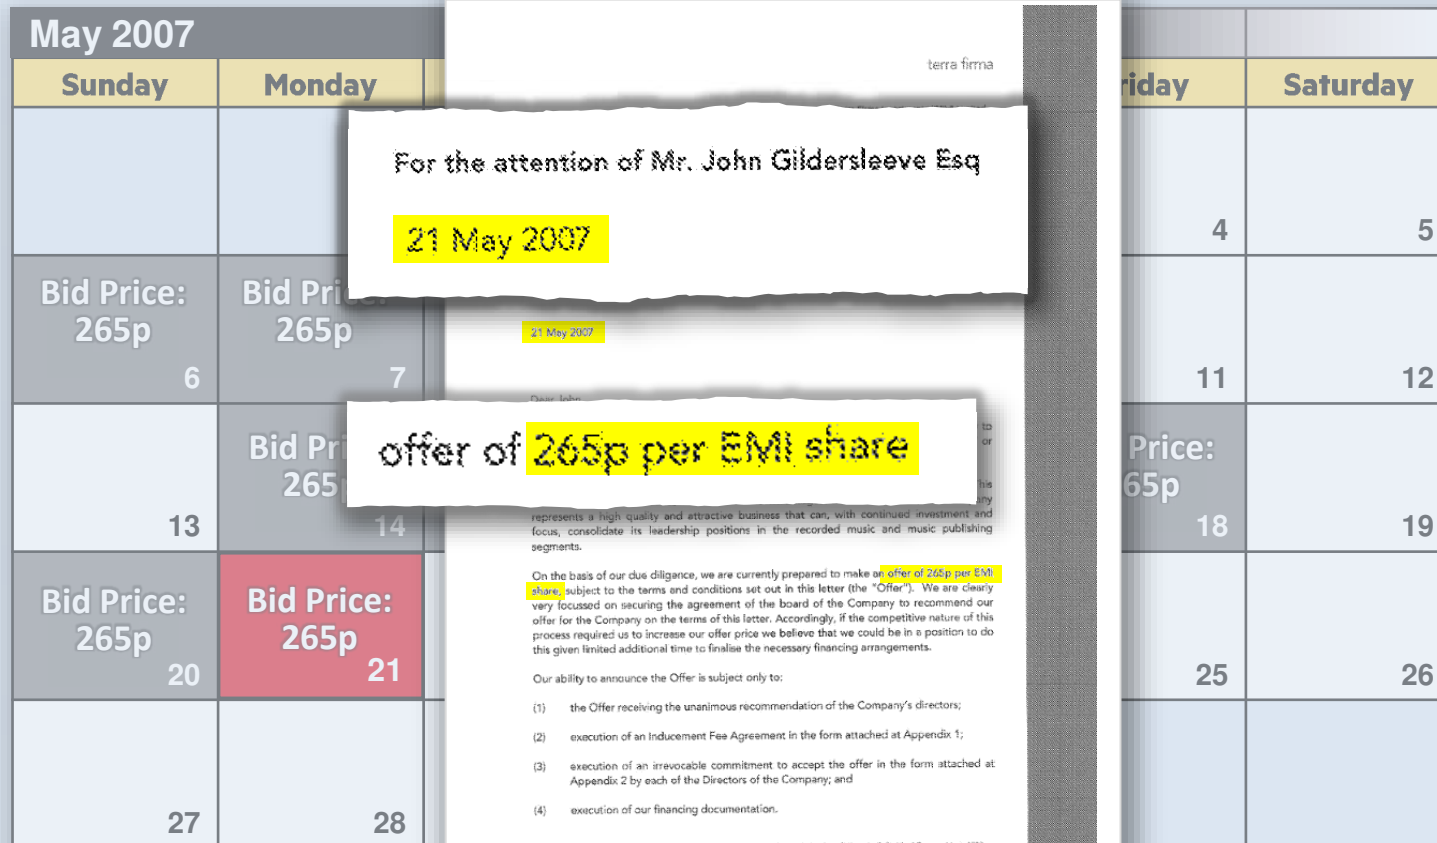 May 2007
Sunday
Monday
riday
Saturday
terra firma
For the attention of Mr. John Gildersleeve Esq
21 May 2007
4
5
Bid Price:
265p
6
Bid Pri
265p
7
21 May 2007
11
12
Dear John
offer of 265p per EMI share
to
or
13
Bid Pri
265
14
Price:
65p
18
19
represents a high quality and attractive business that can, with continued investment and
focus, consolidate its leadership positions in the recorded music and music publishing
segments.
On the basis of our due diligance, we are currently prepared to make an offer of 265p per EMI
share, subject to the terms and conditions set out in this letter (the "Offer"). We are clearly
very focussed on securing the agreement of the board of the Company to recommend our
offer for the Company on the terms of this letter. Accordingly, if the competitive nature of this
process required us to increase our offer price we believe that we could be in a position to do
this given limited additional time to finalise the necessary financing arrangements.
Bid Price:
265p
20
Bid Price:
265p
21
25
26
Our ability to announce the Offer is subject only to:
(1) the Offer receiving the unanimous recommendation of the Company's directors;
(2) execution of an Inducement Fee Agreement in the form attached at Appendix 1;
(3) execution of an irrevocable commitment to accept the offer in the form attached at
Appendix 2 by each of the Directors of the Company; and
(4) execution of our financing documentation.
27
28